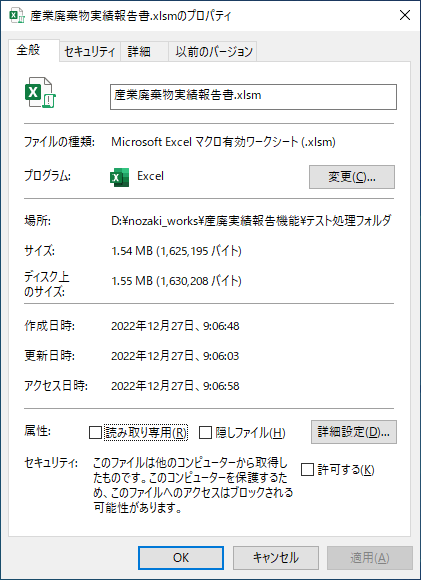 産業廃棄物実績報告書.xlsmのプロパティ
全般 セキュリティ 詳細 以前のバージョン
産業廃棄物実績報告書.xlsm
ファイルの種類: Microsoft Excel マクロ有効ワークシート (.xlsm)
プログラム: Excel 変更(C)...
場所: D:¥nozaki_works¥産廃実績報告機能¥テスト処理フォルダ
サイズ: 1.54 MB (1,625,195 バイト)
ディスク上
のサイズ: 1.55 MB (1,630,208 バイト)
作成日時: 2022年12月27日、9:06:48
更新日時: 2022年12月27日、9:06:03
アクセス日時: 2022年12月27日、9:06:58
属性: 読み取り専用(R) 隠しファイル(H) 詳細設定(D)...
セキュリティ: このファイルは他のコンピューターから取得し
たものです。このコンピューターを保護するた 許可する(K)
め、このファイルへのアクセスはブロックされる
可能性があります。
OK キャンセル 適用(A)